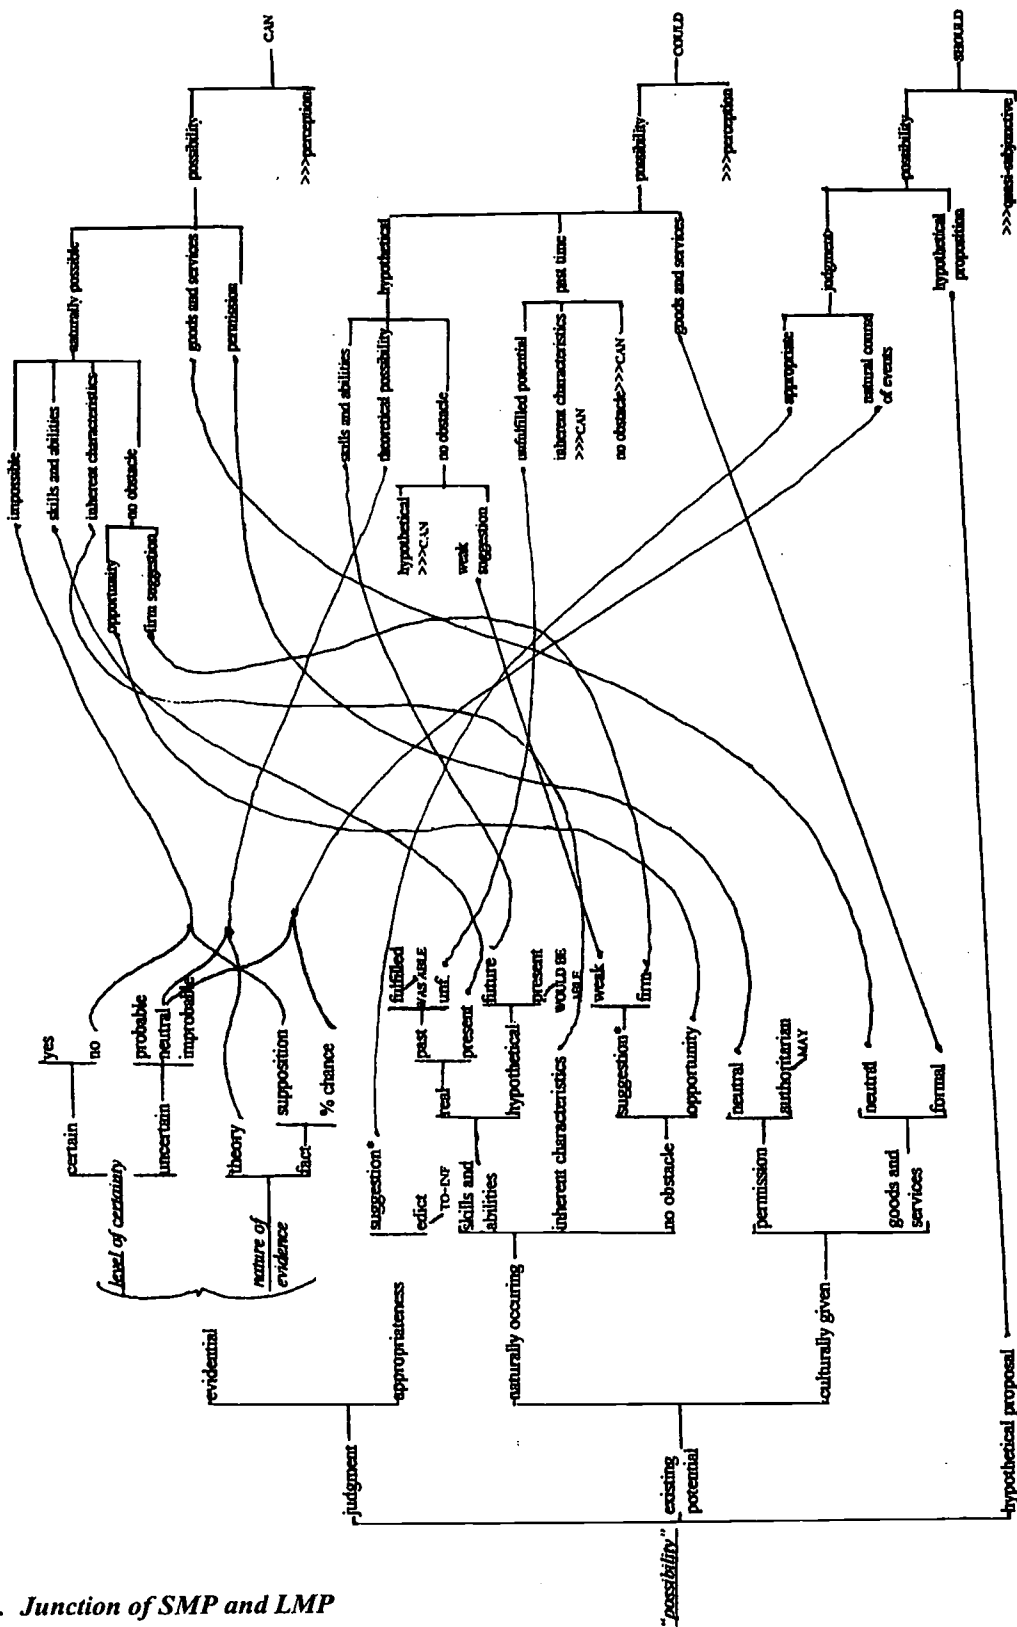 "possibility"
judgment
existing
potential
hypothetical proposal
evidential
appropriateness
naturally occuring
culturally given
level of certainty
nature of
evidence
suggestion*
edict
TO-INF
skills and
abilities
inherent characteristics
no obstacle
permission
goods and
services
certain
uncertain
theory
fact
yes
no
probable
neutral
improbable
supposition
% chance
real
hypothetical
past
present
fulfilled
WAS ABLE
unf.
future
present
WOULD BE
ABLE
suggestion*
opportunity
weak
firm
neutral
authoritarian
MAY
neutral
formal
impossible
skills and abilities
inherent characteristics
no obstacle
opportunity
firm suggestion
naturally possible
goods and services
permission
possibility
>>>perception
CAN
skills and abilities
theoretical possibility
no obstacle
hypothetical
>>>CAN
weak
suggestion
hypothetical
unfulfilled potential
inherent characteristics
>>>CAN
no obstacle>>>CAN
past time
goods and services
possibility
>>>perception
COULD
appropriate
natural course
of events
judgment
hypothetical
proposition
possibility
>>>quasi-subjunctive
SHOULD
. Junction of SMP and LMP